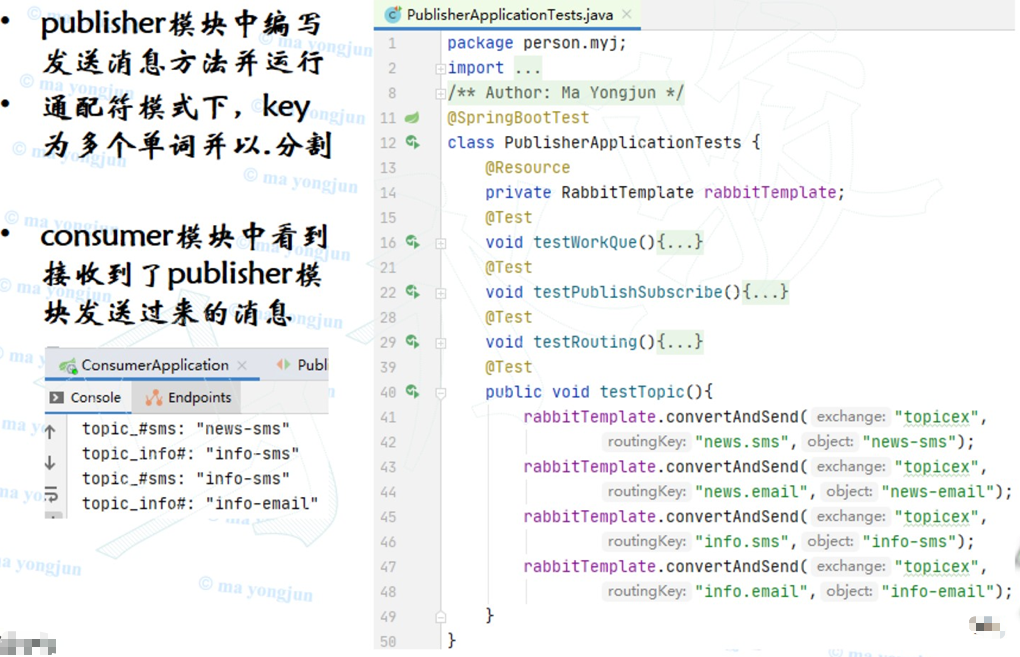 • publisher模块中编写
发送消息方法并运行
• 通配符模式下，key
为多个单词并以.分割
• consumer模块中看到
接收到了publisher模
块发送过来的消息
ConsumerApplication × Publ
Console Endpoints
topic_#sms: "news-sms"
topic_info#: "info-sms"
topic_#sms: "info-sms"
topic_info#: "info-email"
PublisherApplicationTests.java ×
1 package person.myj;
2 import ...
8 /** Author: Ma Yongjun */
11 @SpringBootTest
12 class PublisherApplicationTests {
13 @Resource
14 private RabbitTemplate rabbitTemplate;
15 @Test
16 void testWorkQue(){...}
21 @Test
22 void testPublishSubscribe(){...}
28 @Test
29 void testRouting(){...}
39 @Test
40 public void testTopic(){
41 rabbitTemplate.convertAndSend( exchange: "topicex",
42 routingKey: "news.sms", object: "news-sms");
43 rabbitTemplate.convertAndSend( exchange: "topicex",
44 routingKey: "news.email", object: "news-email");
45 rabbitTemplate.convertAndSend( exchange: "topicex",
46 routingKey: "info.sms", object: "info-sms");
47 rabbitTemplate.convertAndSend( exchange: "topicex",
48 routingKey: "info.email", object: "info-email");
49 }
50 }
© ma yongjun